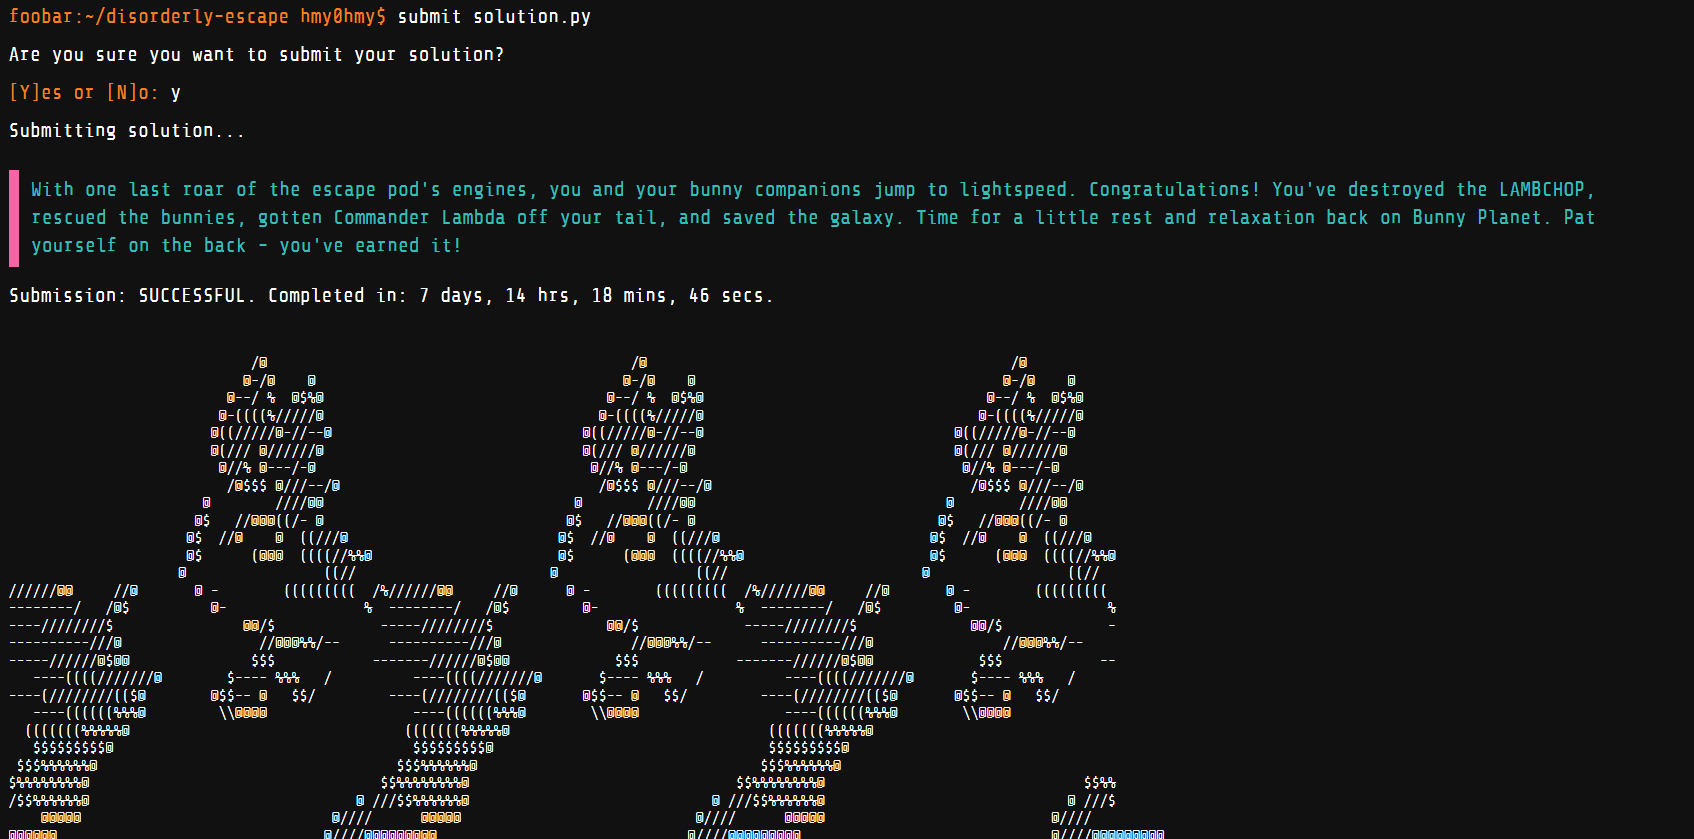 foobar:~/disorderly-escape hmy0hmy$ submit solution.py
Are you sure you want to submit your solution?
[Y]es or [N]o: y
Submitting solution...
With one last roar of the escape pod's engines, you and your bunny companions jump to lightspeed. Congratulations! You've destroyed the LAMBCHOP,
rescued the bunnies, gotten Commander Lambda off your tail, and saved the galaxy. Time for a little rest and relaxation back on Bunny Planet. Pat
yourself on the back - you've earned it!
Submission: SUCCESSFUL. Completed in: 7 days, 14 hrs, 18 mins, 46 secs.